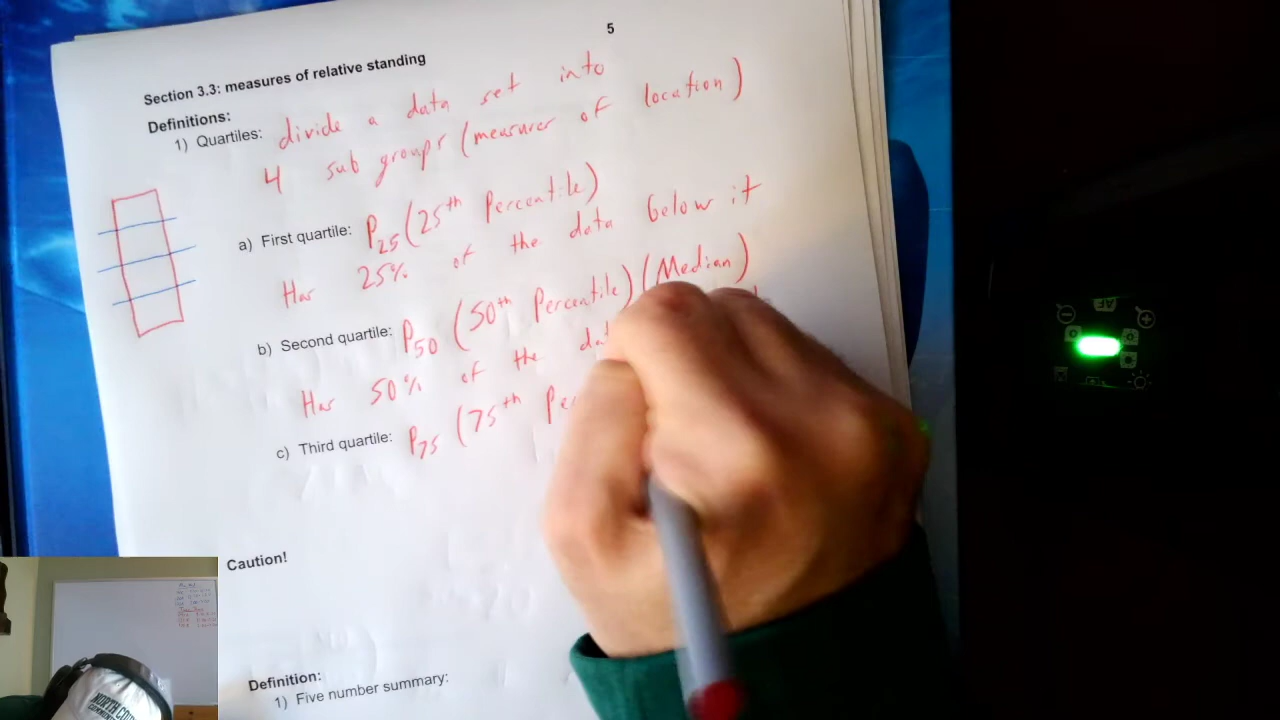 5
Section 3.3: measures of relative standing
Definitions:
1) Quartiles: divide a data set into
4 sub groups (measures of location)
a) First quartile: P25 (25th Percentile)
Has 25% of the data below it
b) Second quartile: P50 (50th Percentile) (Median)
Has 50% of the
c) Third quartile: P75 (75th
Caution!
Definition:
1) Five number summary:
NORTH